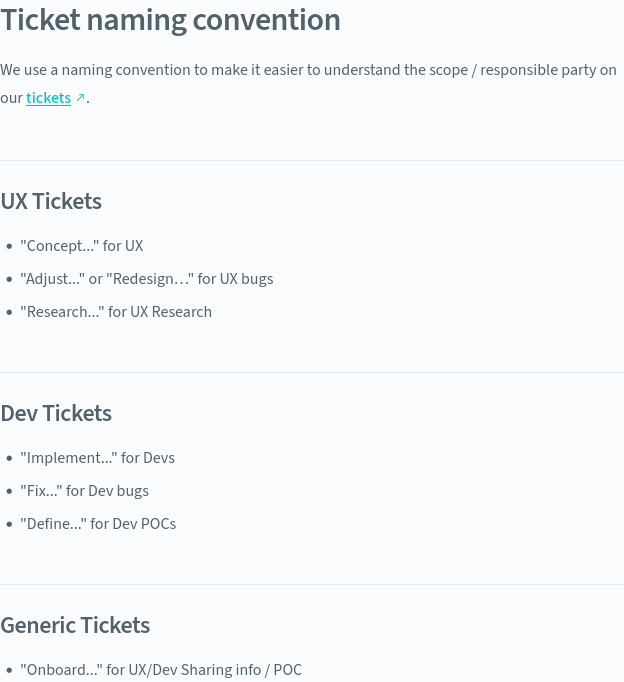 Ticket naming convention
We use a naming convention to make it easier to understand the scope / responsible party on
our tickets ↗.
UX Tickets
• "Concept..." for UX
• "Adjust..." or "Redesign…" for UX bugs
• "Research..." for UX Research
Dev Tickets
• "Implement..." for Devs
• "Fix..." for Dev bugs
• "Define..." for Dev POCs
Generic Tickets
• "Onboard..." for UX/Dev Sharing info / POC